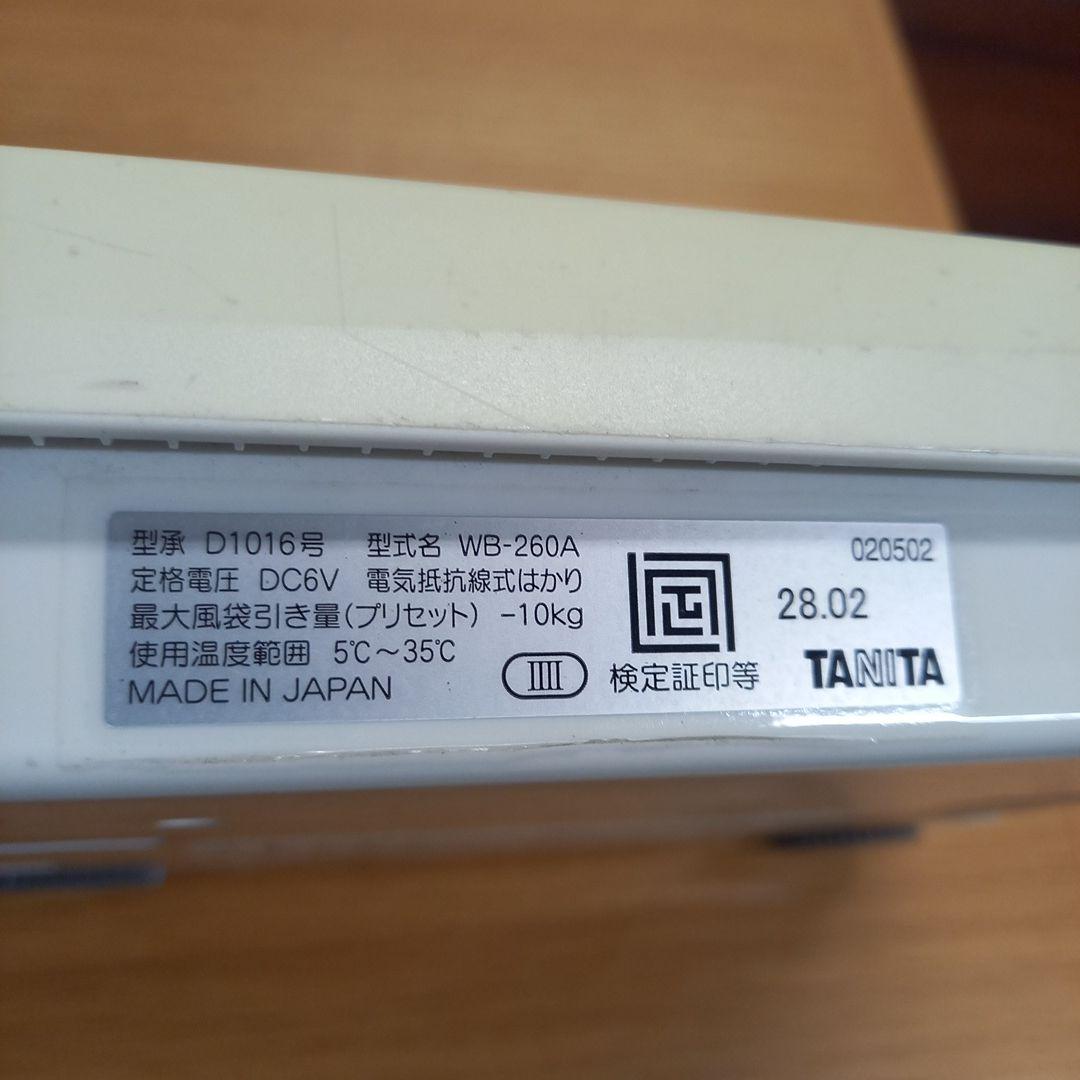 型承 D1016号 型式名 WB-260A
定格電圧 DC6V 電気抵抗線式はかり
最大風袋引き量(プリセット) -10kg
使用温度範囲 5℃~35℃
MADE IN JAPAN
IIII
検定証印等
020502
28.02
TANITA